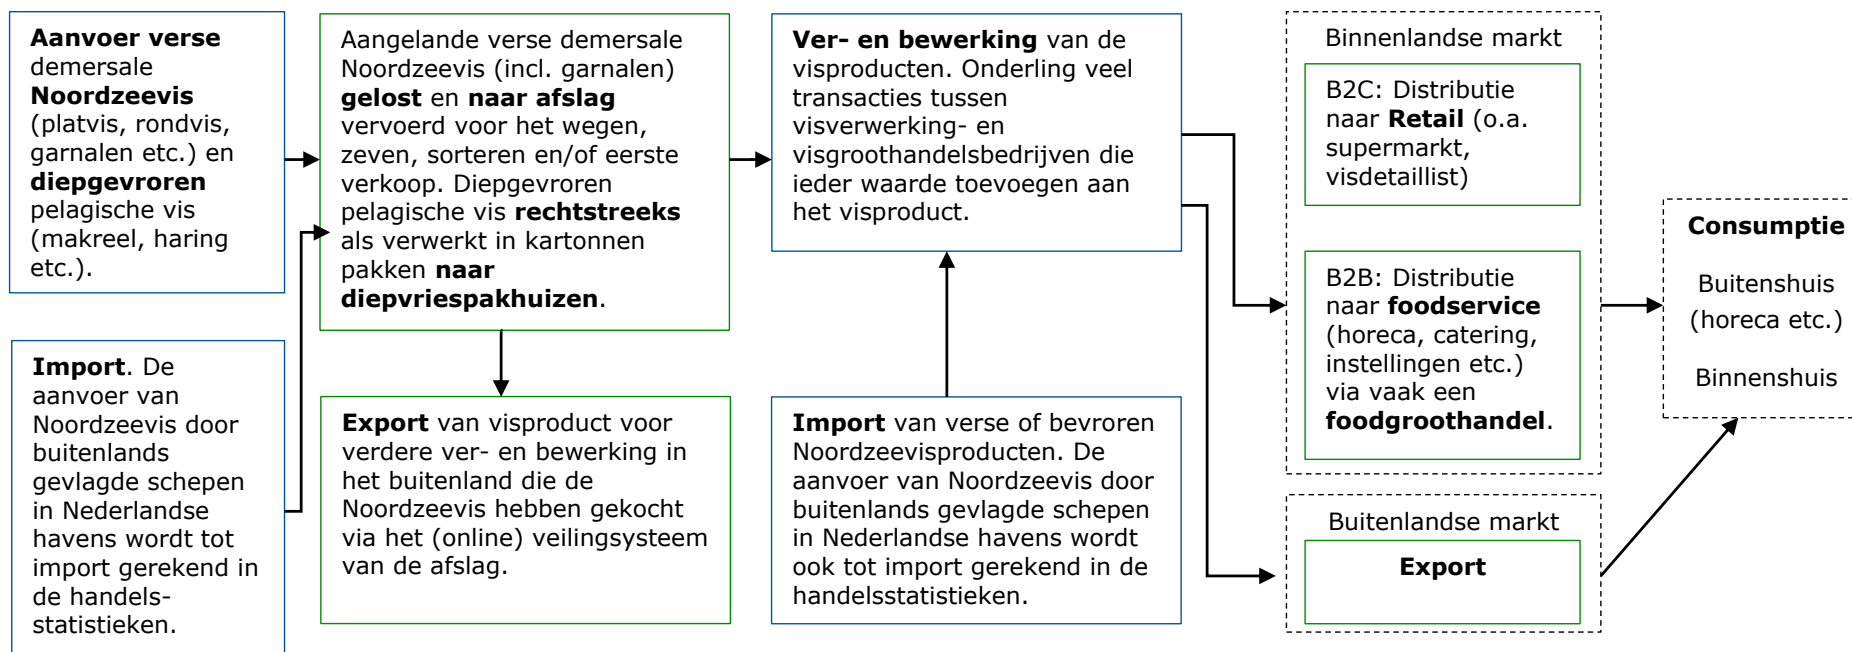 Aanvoer verse
demersale
Noordzeevis
(platvis, rondvis,
garnalen etc.) en
diepgevroren
pelagische vis
(makreel, haring
etc.).
Import. De
aanvoer van
Noordzeevis door
buitenlands
gevlagde schepen
in Nederlandse
havens wordt tot
import gerekend in
de handels-
statistieken.
Aangelande verse demersale
Noordzeevis (incl. garnalen)
gelost en naar afslag
vervoerd voor het wegen,
zeven, sorteren en/of eerste
verkoop. Diepgevroren
pelagische vis rechtstreeks
als verwerkt in kartonnen
pakken naar
diepvriespakhuizen.
Export van visproduct voor
verdere ver- en bewerking in
het buitenland die de
Noordzeevis hebben gekocht
via het (online) veilingsysteem
van de afslag.
Ver- en bewerking van de
visproducten. Onderling veel
transacties tussen
visverwerking- en
visgroothandelsbedrijven die
ieder waarde toevoegen aan
het visproduct.
Import van verse of bevroren
Noordzeevisproducten. De
aanvoer van Noordzeevis door
buitenlands gevlagde schepen
in Nederlandse havens wordt
ook tot import gerekend in de
handelsstatistieken.
Binnenlandse markt
B2C: Distributie
naar Retail (o.a.
supermarkt,
visdetaillist)
B2B: Distributie
naar foodservice
(horeca, catering,
instellingen etc.)
via vaak een
foodgroothandel.
Buitenlandse markt
Export
Consumptie
Buitenshuis
(horeca etc.)
Binnenshuis